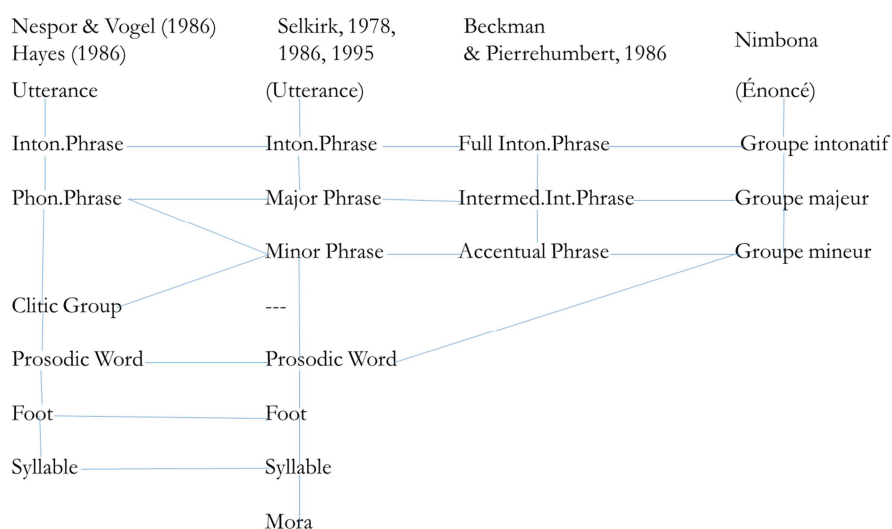 Nespor & Vogel (1986)
Hayes (1986)
Selkirk, 1978,
1986, 1995
Beckman
& Pierrehumbert, 1986
Nimbona
Utterance
(Utterance)
(Énoncé)
Inton.Phrase
Inton.Phrase
Full Inton.Phrase
Groupe intonatif
Phon.Phrase
Major Phrase
Intermed.Int.Phrase
Groupe majeur
Minor Phrase
Accentual Phrase
Groupe mineur
Clitic Group
---
Prosodic Word
Prosodic Word
Foot
Foot
Syllable
Syllable
Mora